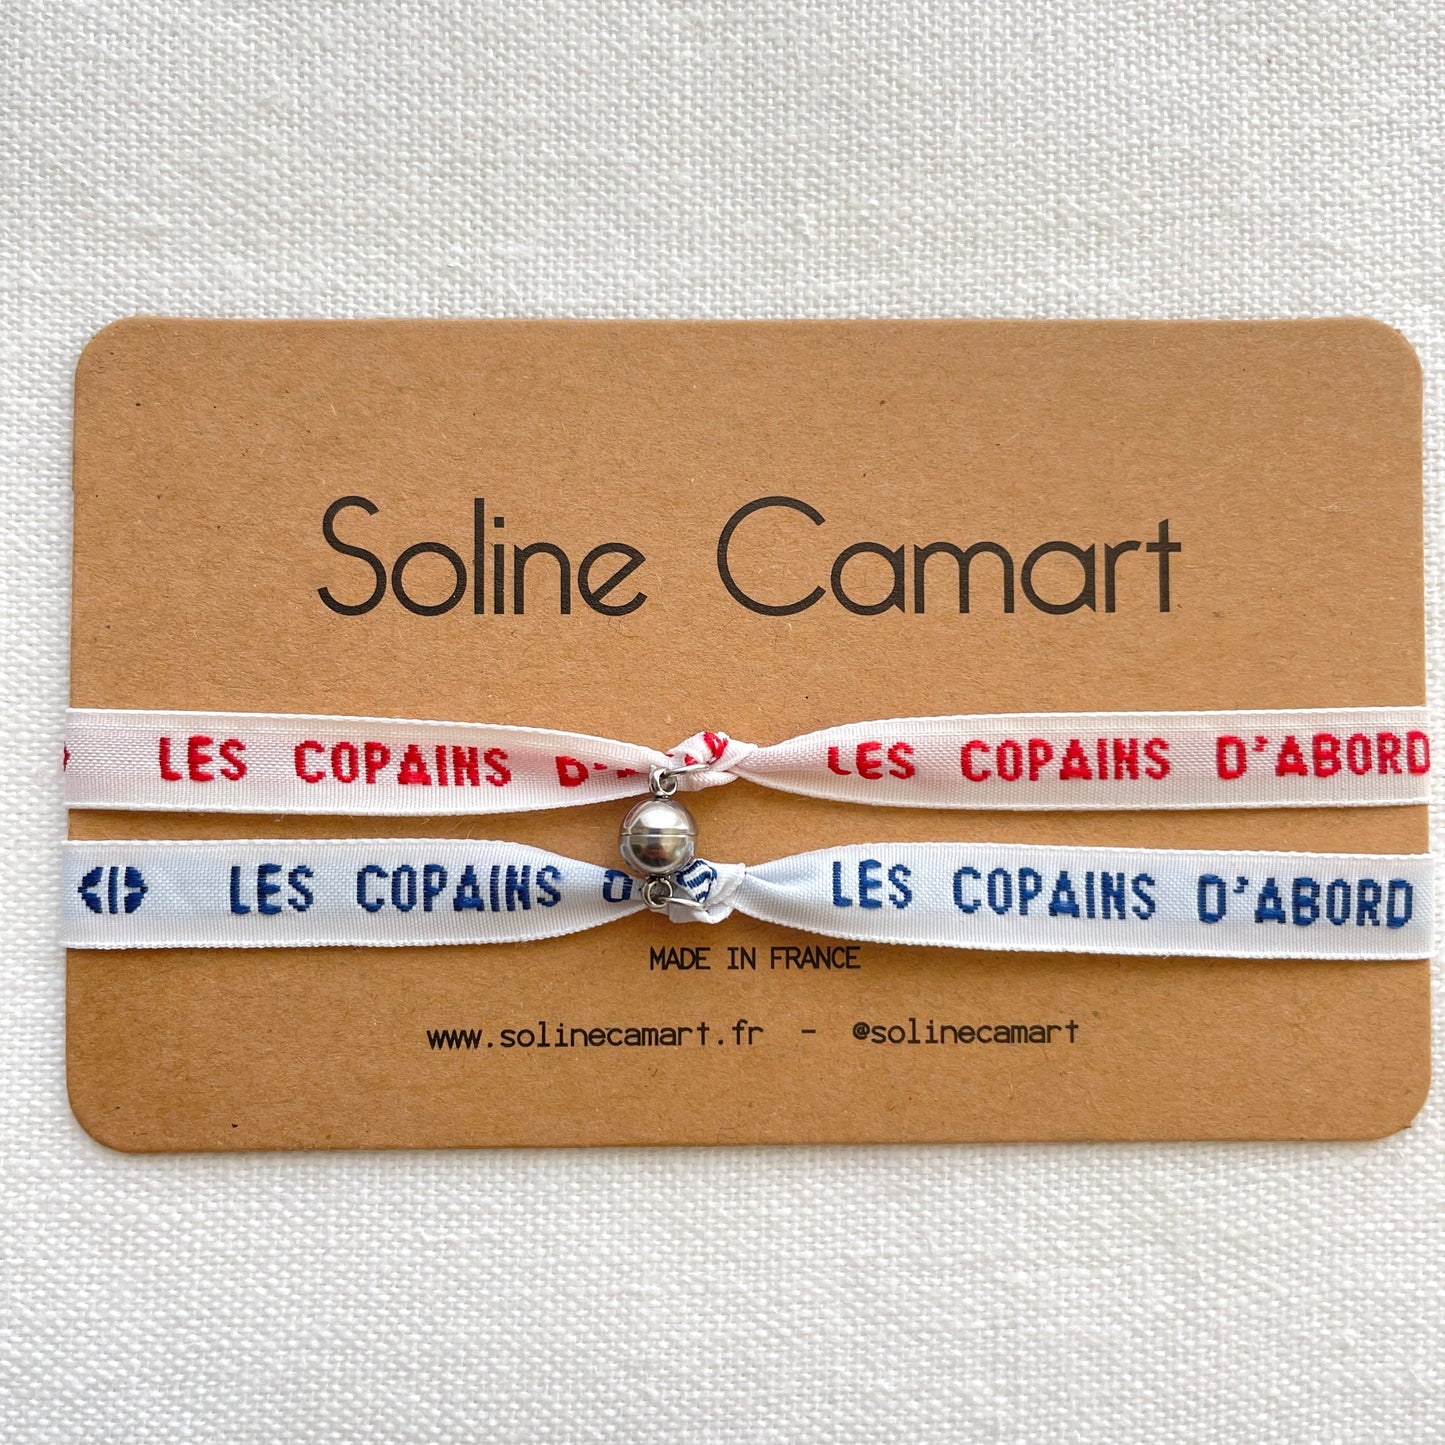 Soline Camart
LES COPAINS D' LES COPAINS D'ABORD
LES COPAINS LES COPAINS D'ABORD
MADE IN FRANCE
www.solinecamart.fr - @solinecamart